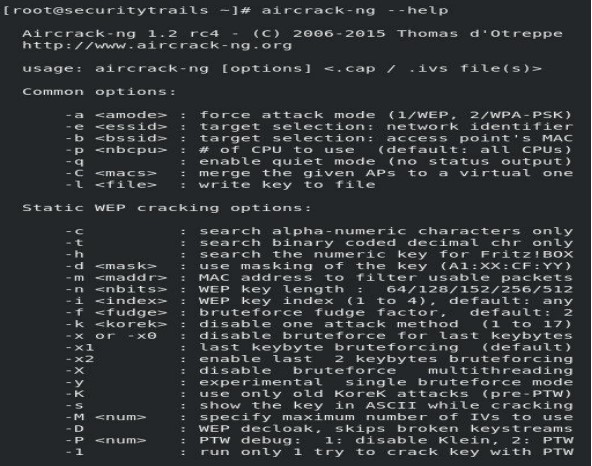 [root@securitytrails ~]# aircrack-ng --help
Aircrack-ng 1.2 rc4 - (C) 2006-2015 Thomas d'Otreppe
http://www.aircrack-ng.org
usage: aircrack-ng [options] <.cap / .ivs file(s)>
Common options:
-a <amode> : force attack mode (1/WEP, 2/WPA-PSK)
-e <essid> : target selection: network identifier
-b <bssid> : target selection: access point's MAC
-p <nbcpu> : # of CPU to use  (default: all CPUs)
-q         : enable quiet mode (no status output)
-C <macs>  : merge the given APs to a virtual one
-l <file>  : write key to file
Static WEP cracking options:
-c         : search alpha-numeric characters only
-t         : search binary coded decimal chr only
-h         : search the numeric key for Fritz!BOX
-d <mask>  : use masking of the key (A1:XX:CF:YY)
-m <maddr> : MAC address to filter usable packets
-n <nbits> : WEP key length :  64/128/152/256/512
-i <index> : WEP key index (1 to 4), default: any
-f <fudge> : bruteforce fudge factor,  default: 2
-k <korek> : disable one attack method  (1 to 17)
-x or -x0  : disable bruteforce for last keybytes
-x1        : last keybyte bruteforcing  (default)
-x2        : enable last  2 keybytes bruteforcing
-X         : disable  bruteforce   multithreading
-y         : experimental  single bruteforce mode
-K         : use only old KoreK attacks (pre-PTW)
-s         : show the key in ASCII while cracking
-M <num>   : specify maximum number of IVs to use
-D         : WEP decloak, skips broken keystreams
-P <num>   : PTW debug:  1: disable Klein, 2: PTW
-1         : run only 1 try to crack key with PTW